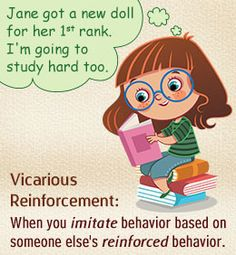 Jane got a new doll
for her 1st rank.
I'm going to
study hard too.
Vicarious
Reinforcement:
When you imitate behavior based on
someone else's reinforced behavior.